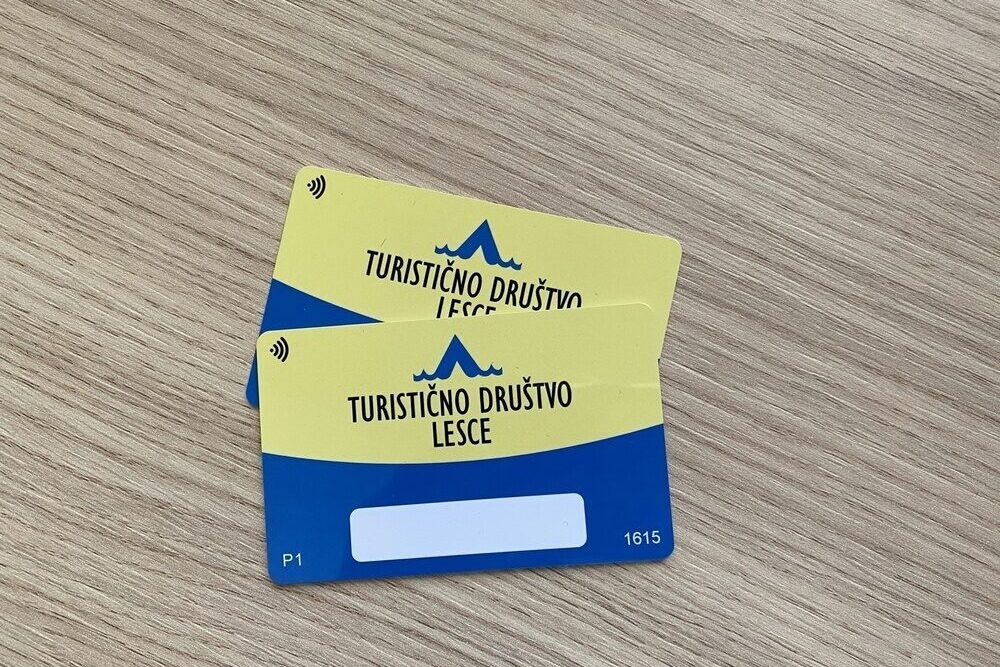 TURISTIČNO DRUŠTVO
LESCE
TURISTIČNO DRUŠTVO
LESCE
P1
1615